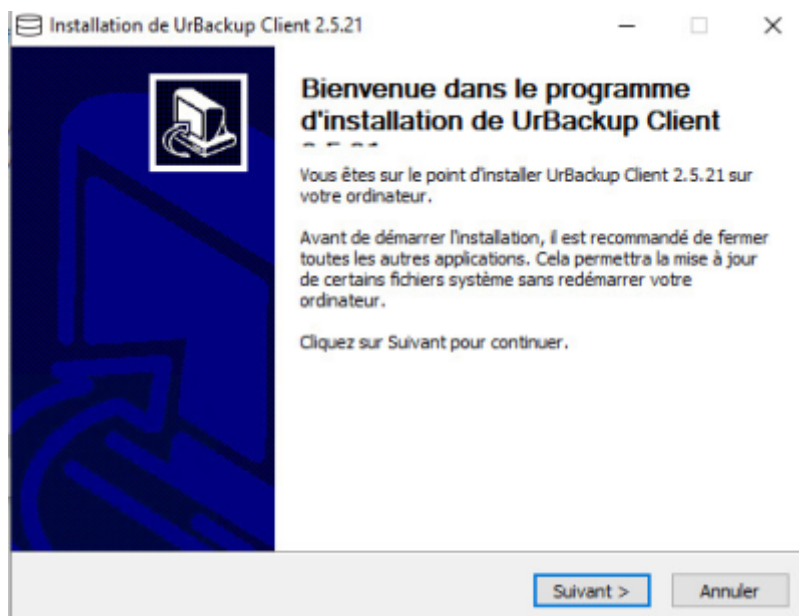 Installation de UrBackup Client 2.5.21
Bienvenue dans le programme
d'installation de UrBackup Client
2.5.21
Vous êtes sur le point d'installer UrBackup Client 2.5.21 sur
votre ordinateur.
Avant de démarrer l'installation, il est recommandé de fermer
toutes les autres applications. Cela permettra la mise à jour
de certains fichiers système sans redémarrer votre
ordinateur.
Cliquez sur Suivant pour continuer.
Suivant >
Annuler